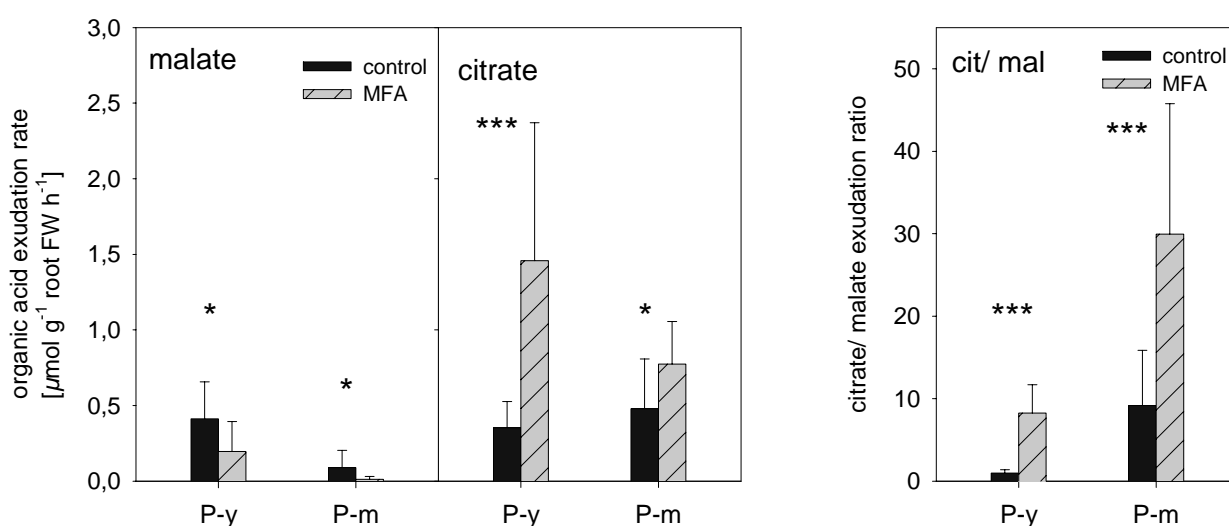 organic acid exudation rate
[µmol g⁻¹ root FW h⁻¹]
3,0
2,5
2,0
1,5
1,0
0,5
0,0
malate
control
MFA
*
*
P-y
P-m
citrate
***
*
P-y
P-m
citrate/ malate exudation ratio
50
40
30
20
10
0
cit/ mal
control
MFA
***
***
P-y
P-m